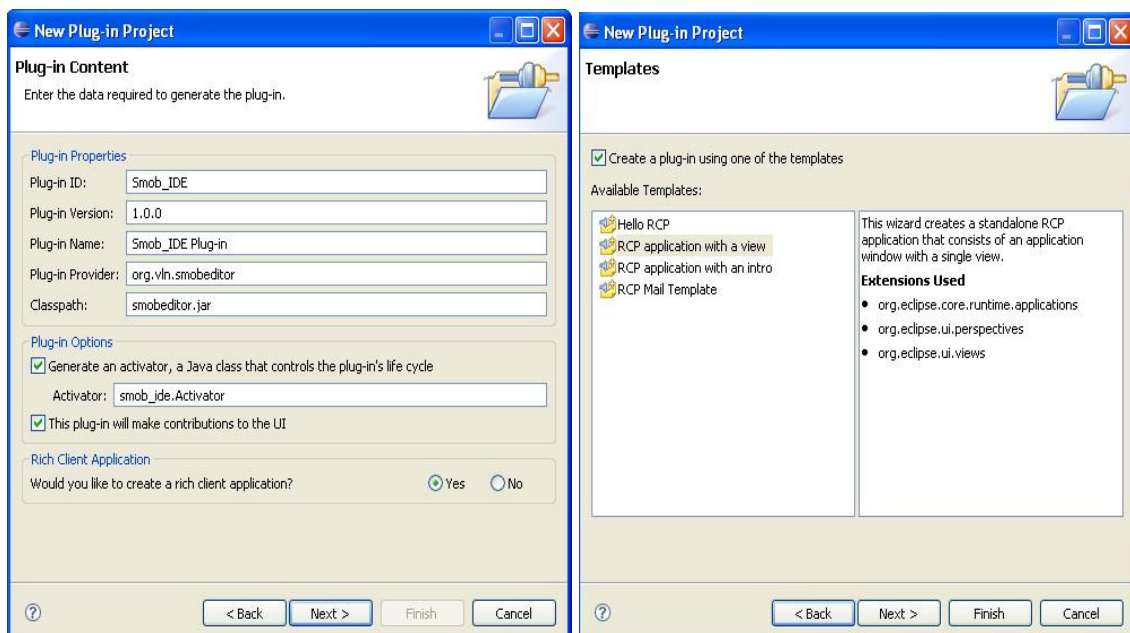 New Plug-in Project
Plug-in Content
Enter the data required to generate the plug-in.
Plug-in Properties
Plug-in ID: Smob_IDE
Plug-in Version: 1.0.0
Plug-in Name: Smob_IDE Plug-in
Plug-in Provider: org.vln.smobeditor
Classpath: smobeditor.jar
Plug-in Options
Generate an activator, a Java class that controls the plug-in's life cycle
Activator: smob_ide.Activator
This plug-in will make contributions to the UI
Rich Client Application
Would you like to create a rich client application? Yes No
? < Back Next > Finish Cancel
New Plug-in Project
Templates
Create a plug-in using one of the templates
Available Templates:
Hello RCP
RCP application with a view
RCP application with an intro
RCP Mail Template
This wizard creates a standalone RCP
application that consists of an application
window with a single view.
Extensions Used
• org.eclipse.core.runtime.applications
• org.eclipse.ui.perspectives
• org.eclipse.ui.views
? < Back Next > Finish Cancel